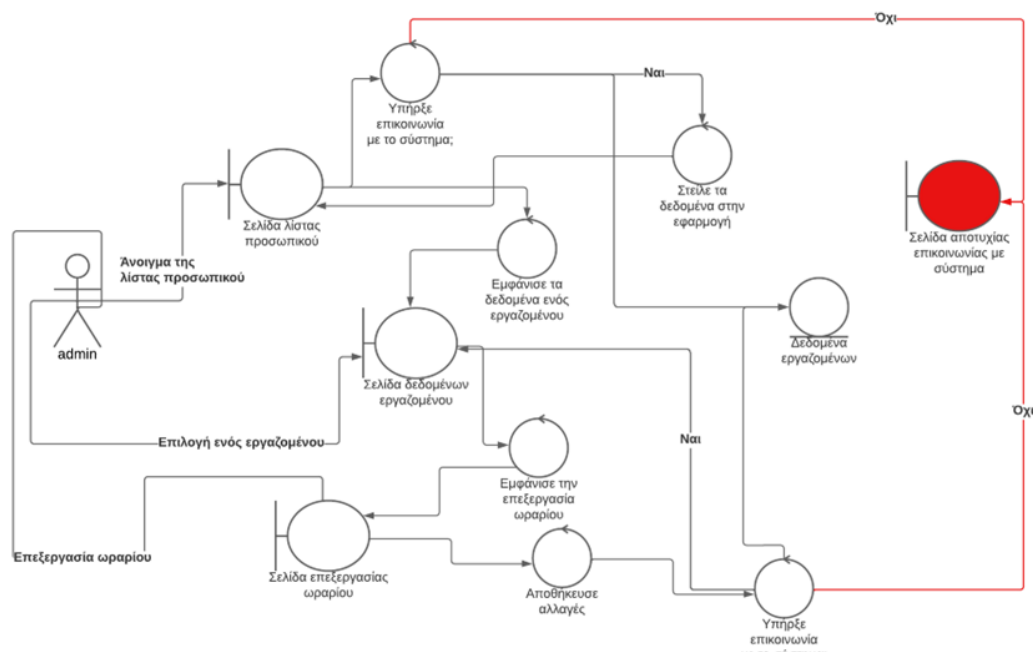 Όχι
Ναι
Υπήρξε
επικοινωνία
με το σύστημα;
Στείλε τα
δεδομένα στην
εφαρμογή
Σελίδα λίστας
προσωπικού
Σελίδα αποτυχίας
επικοινωνίας με
σύστημα
Άνοιγμα της
λίστας προσωπικού
Εμφάνισε τα
δεδομένα ενός
εργαζομένου
admin
Δεδομένα
εργαζομένων
Σελίδα δεδομένων
εργαζομένου
Όχι
Επιλογή ενός εργαζομένου
Ναι
Εμφάνισε την
επεξεργασία
ωραρίου
Επεξεργασία ωραρίου
Σελίδα επεξεργασίας
ωραρίου
Αποθήκευσε
αλλαγές
Υπήρξε
επικοινωνία